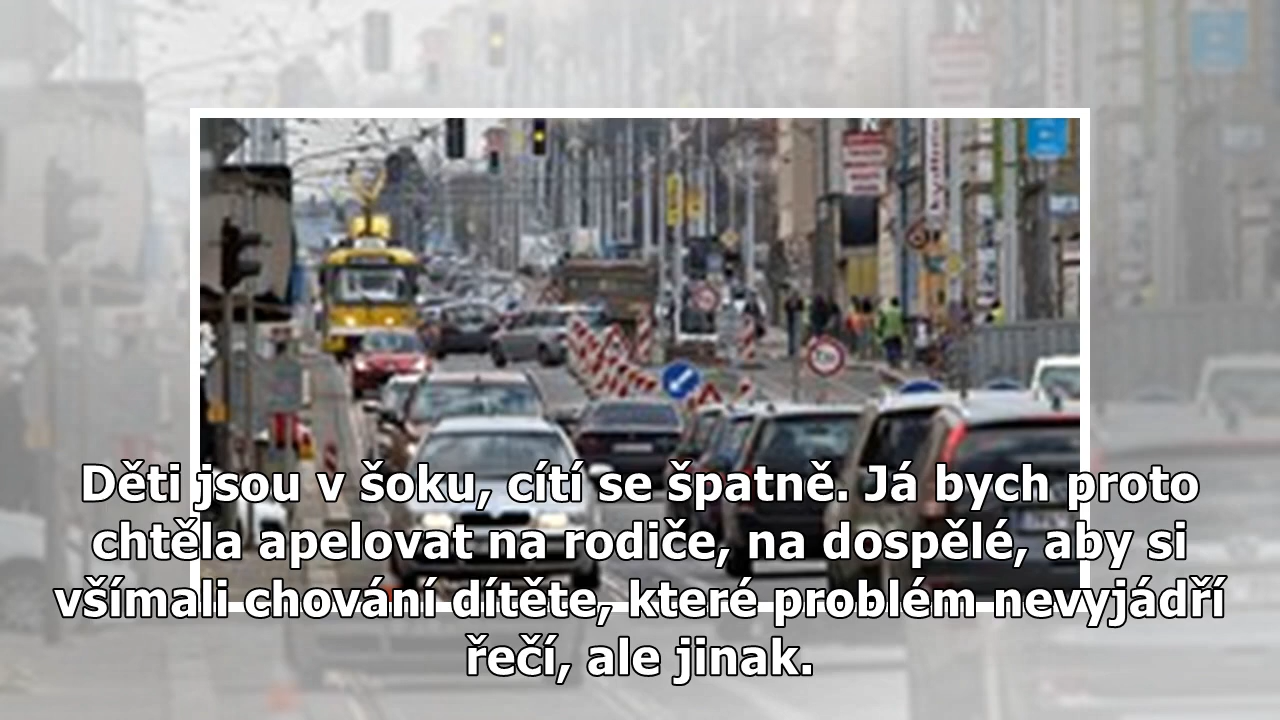 Děti jsou v šoku, cítí se špatně. Já bych proto
chtěla apelovat na rodiče, na dospělé, aby si
všímali chování dítěte, které problém nevyjádří
řečí, ale jinak.